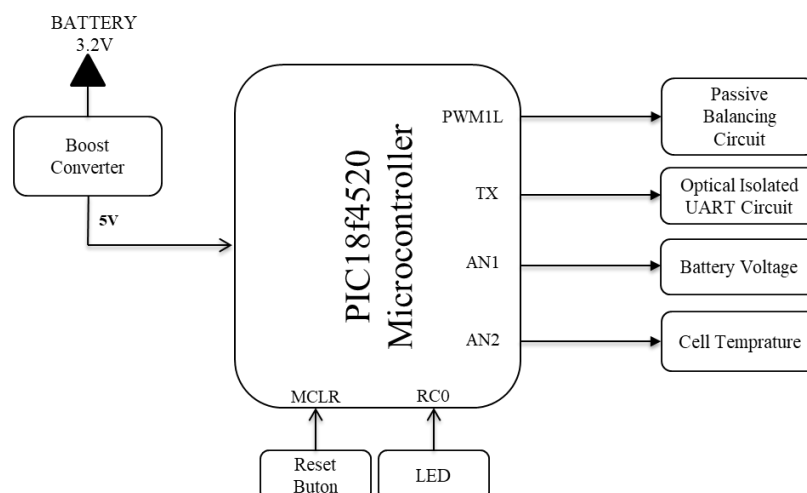 BATTERY
3.2V
Boost
Converter
5V
PIC18f4520
Microcontroller
PWM1L
TX
AN1
AN2
MCLR
RC0
Passive
Balancing
Circuit
Optical Isolated
UART Circuit
Battery Voltage
Cell Temprature
Reset
Buton
LED